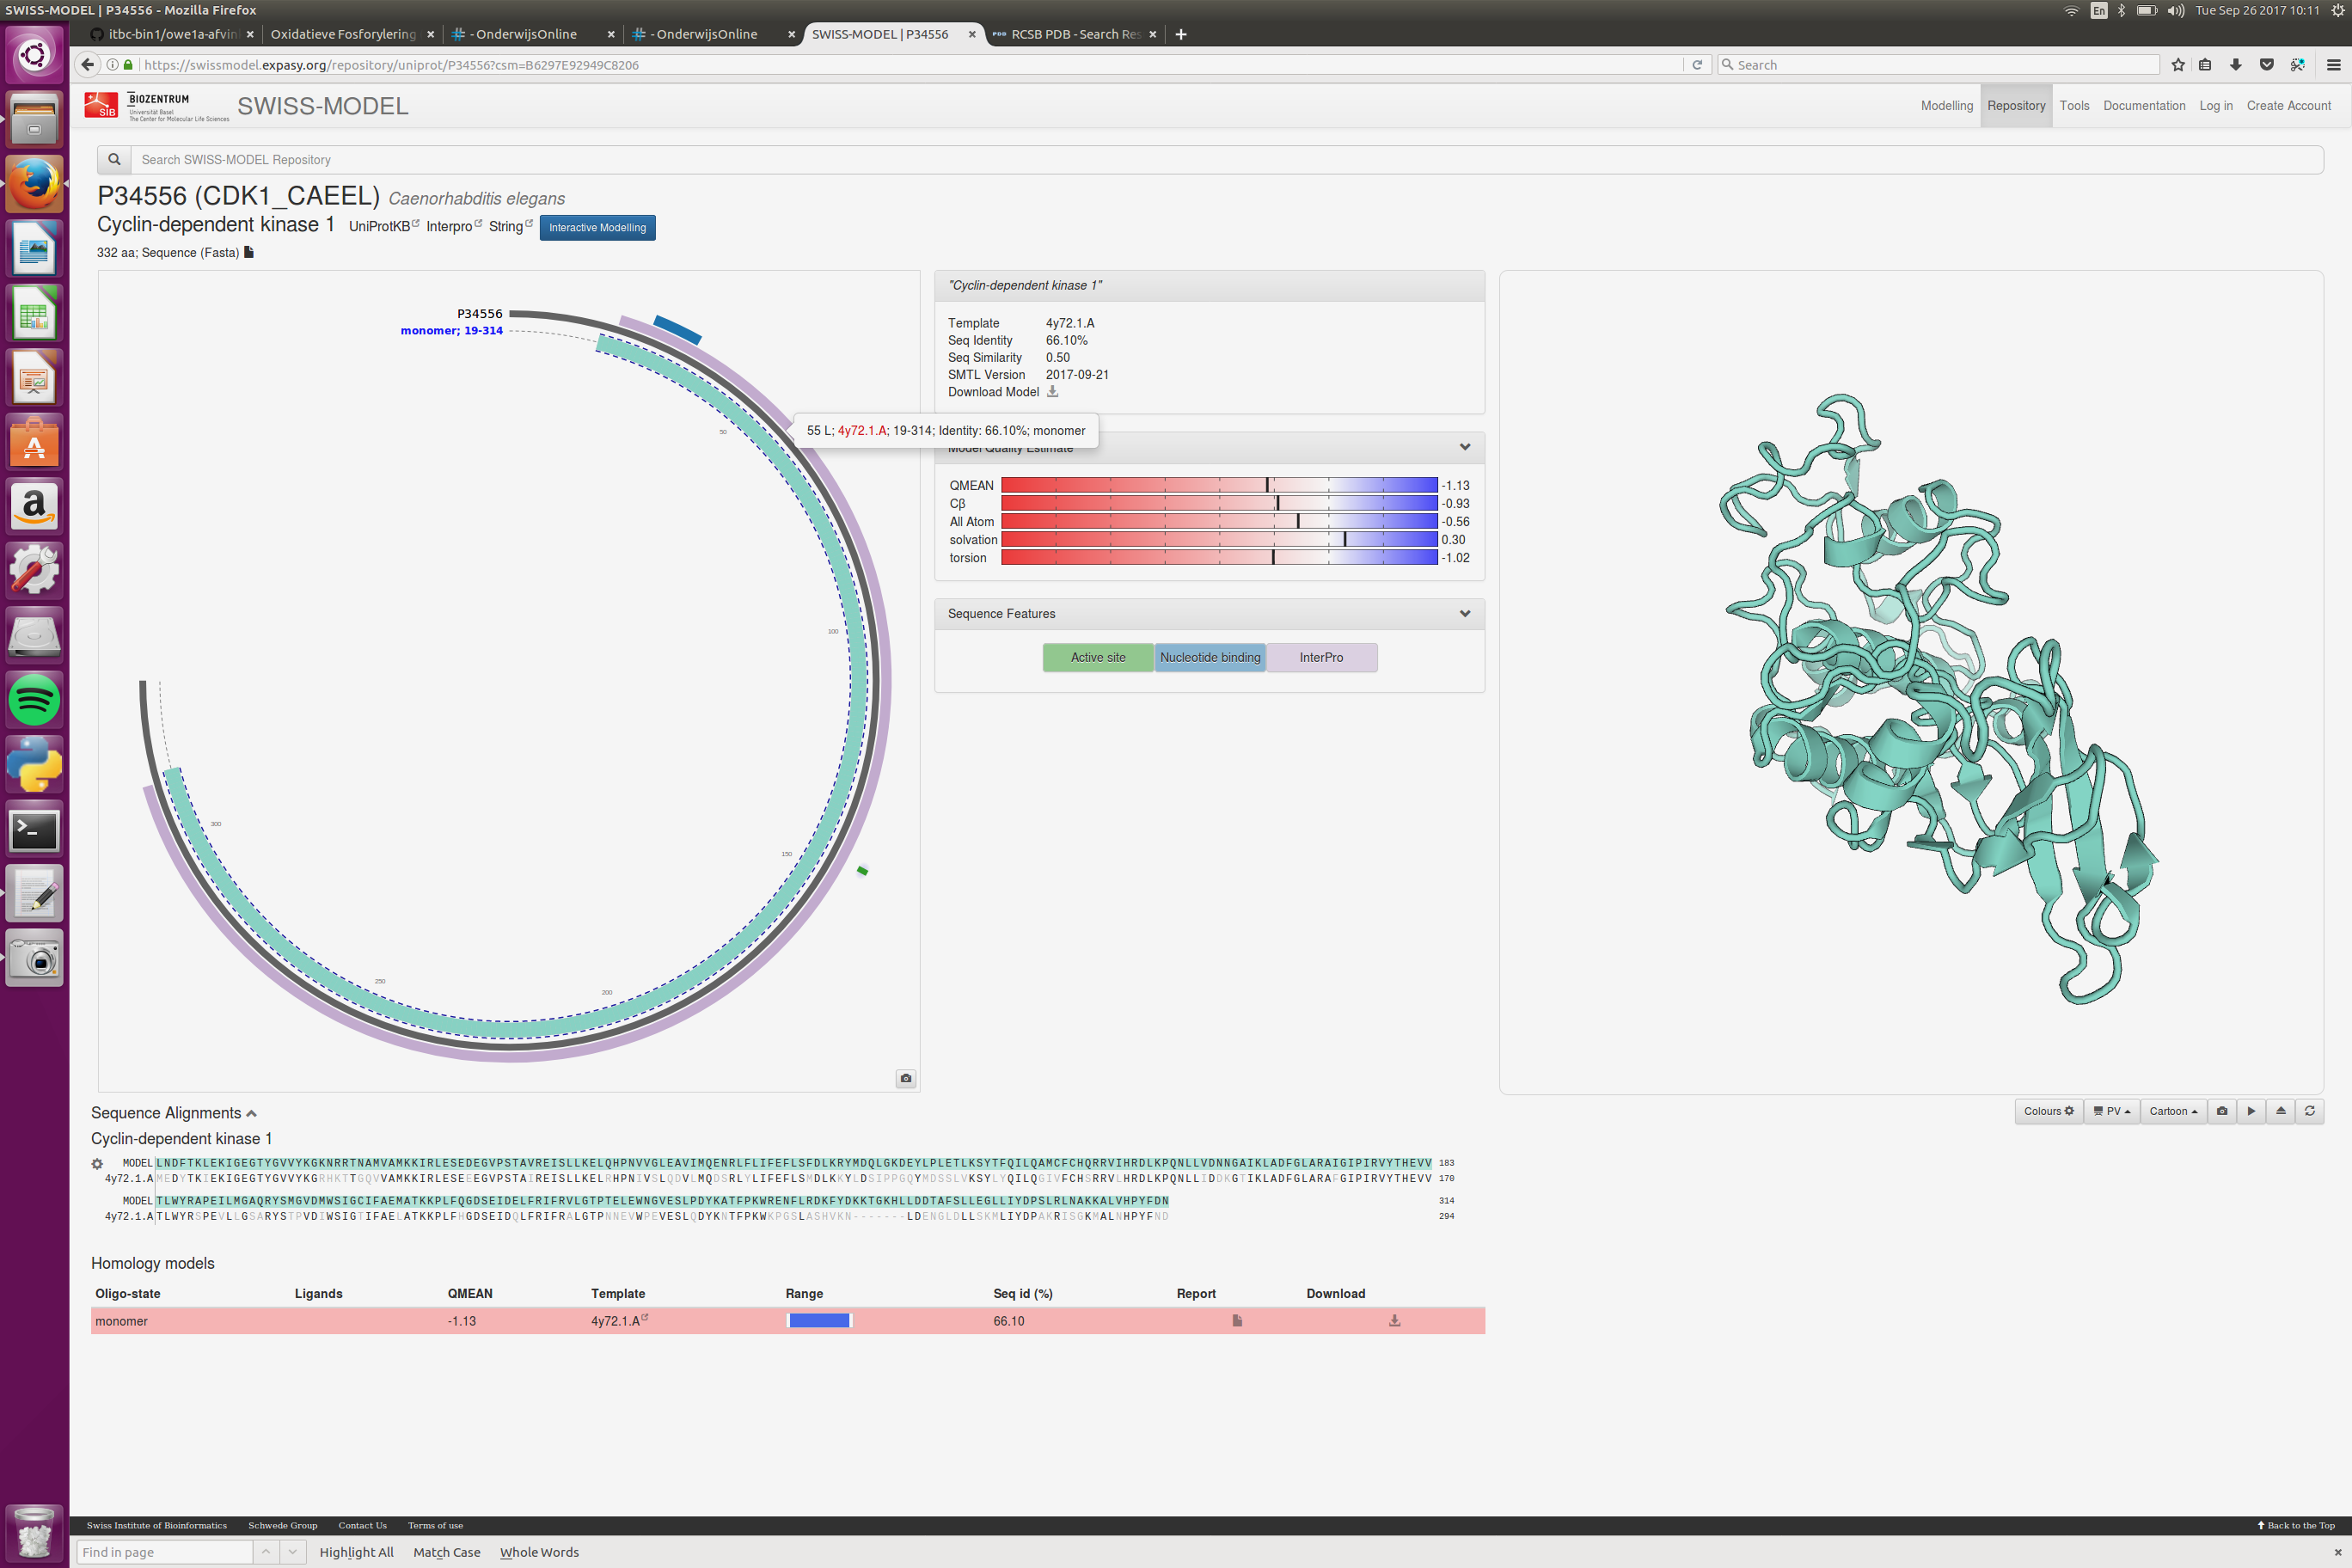 SWISS-MODEL | P34556 - Mozilla Firefox
En
Tue Sep 26 2017 10:11
itbc-bin1/owe1a-afvin
Oxidatieve Fosforylering
- OnderwijsOnline
- OnderwijsOnline
SWISS-MODEL | P34556
RCSB PDB - Search Res
https://swissmodel.expasy.org/repository/uniprot/P34556?csm=B6297E92949C8206
Search
SIB
BIOZENTRUM
Universität Basel
The Center for Molecular Life Sciences
SWISS-MODEL
Modelling Repository Tools Documentation Log in Create Account
Search SWISS-MODEL Repository
P34556 (CDK1_CAEEL) Caenorhabditis elegans
Cyclin-dependent kinase 1 UniProtKB Interpro String Interactive Modelling
332 aa; Sequence (Fasta)
P34556
monomer; 19-314
50
100
150
200
250
300
"Cyclin-dependent kinase 1"
Template 4y72.1.A
Seq Identity 66.10%
Seq Similarity 0.50
SMTL Version 2017-09-21
Download Model
55 L; 4y72.1.A; 19-314; Identity: 66.10%; monomer
Model Quality Estimate
QMEAN -1.13
Cβ -0.93
All Atom -0.56
solvation 0.30
torsion -1.02
Sequence Features
Active site Nucleotide binding InterPro
Colours PV Cartoon
Sequence Alignments
Cyclin-dependent kinase 1
MODEL LNDFTKLEKIGEGTYGVVYKGKNRRTNAMVAMKKIRLESEDEGVPSTAVREISLLKELQHPNVVGLEAVIMQENRLFLIFEFLSFDLKRYMDQLGKDEYLPLETLKSYTFQILQAMCFCHQRRVIHRDLKPQNLLVDNNGAIKLADFGLARAIGIPIRVYTHEVV 183
4y72.1.A MEDYTKIEKIGEGTYGVVYKGRHKTTGQVVAMKKIRLESEEEGVPSTAIREISLLKELRHPNIVSLQDVLMQDSRLYLIFEFLSMDLKKYLDSIPPGQYMDSSLVKSYLYQILQGIVFCHSRRVLHRDLKPQNLLIDDKGTIKLADFGLARAFGIPIRVYTHEVV 170
MODEL TLWYRAPEILMGAQRYSMGVDMWSIGCIFAEMATKKPLFQGDSEIDELFRIFRVLGTPTELEWNGVESLPDYKATFPKWRENFLRDKFYDKKTGKHLLDDTAFSLLEGLLIYDPSLRLNAKKALVHPYFDN 314
4y72.1.A TLWYRSPEVLLGSARYSTPVDIWSIGTIFAELATKKPLFHGDSEIDQLFRIFRALGTPNNEVWPEVESLQDYKNTFPKWKPGSLASHVKN-------LDENGLDLLSKMLIYDPAKRISGKMALNHPYFND 294
Homology models
Oligo-state Ligands QMEAN Template Range Seq id (%) Report Download
monomer -1.13 4y72.1.A 66.10
Swiss Institute of Bioinformatics Schwede Group Contact Us Terms of use Back to the Top
Find in page Highlight All Match Case Whole Words